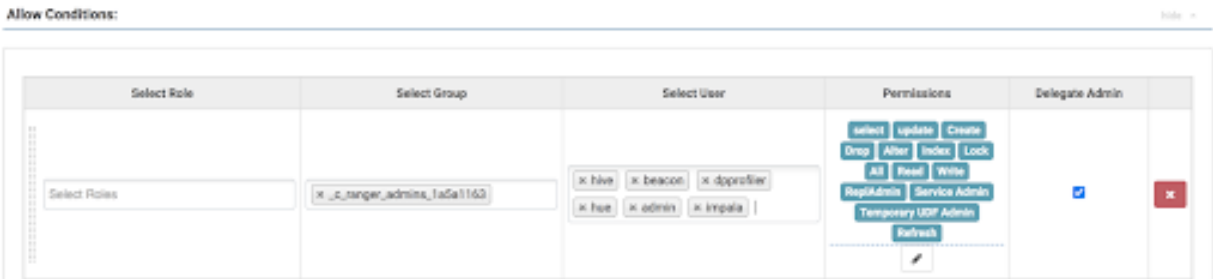 Allow Conditions:
hide
Select Role
Select Group
Select User
Permissions
Delegate Admin
Select Roles
× _c_ranger_admins_1a5a1163
× hive × beacon × dpprofiler
× hue × admin × impala
select update Create
Drop Alter Index Lock
All Read Write
ReplAdmin Service Admin
Temporary UDF Admin
Refresh
×